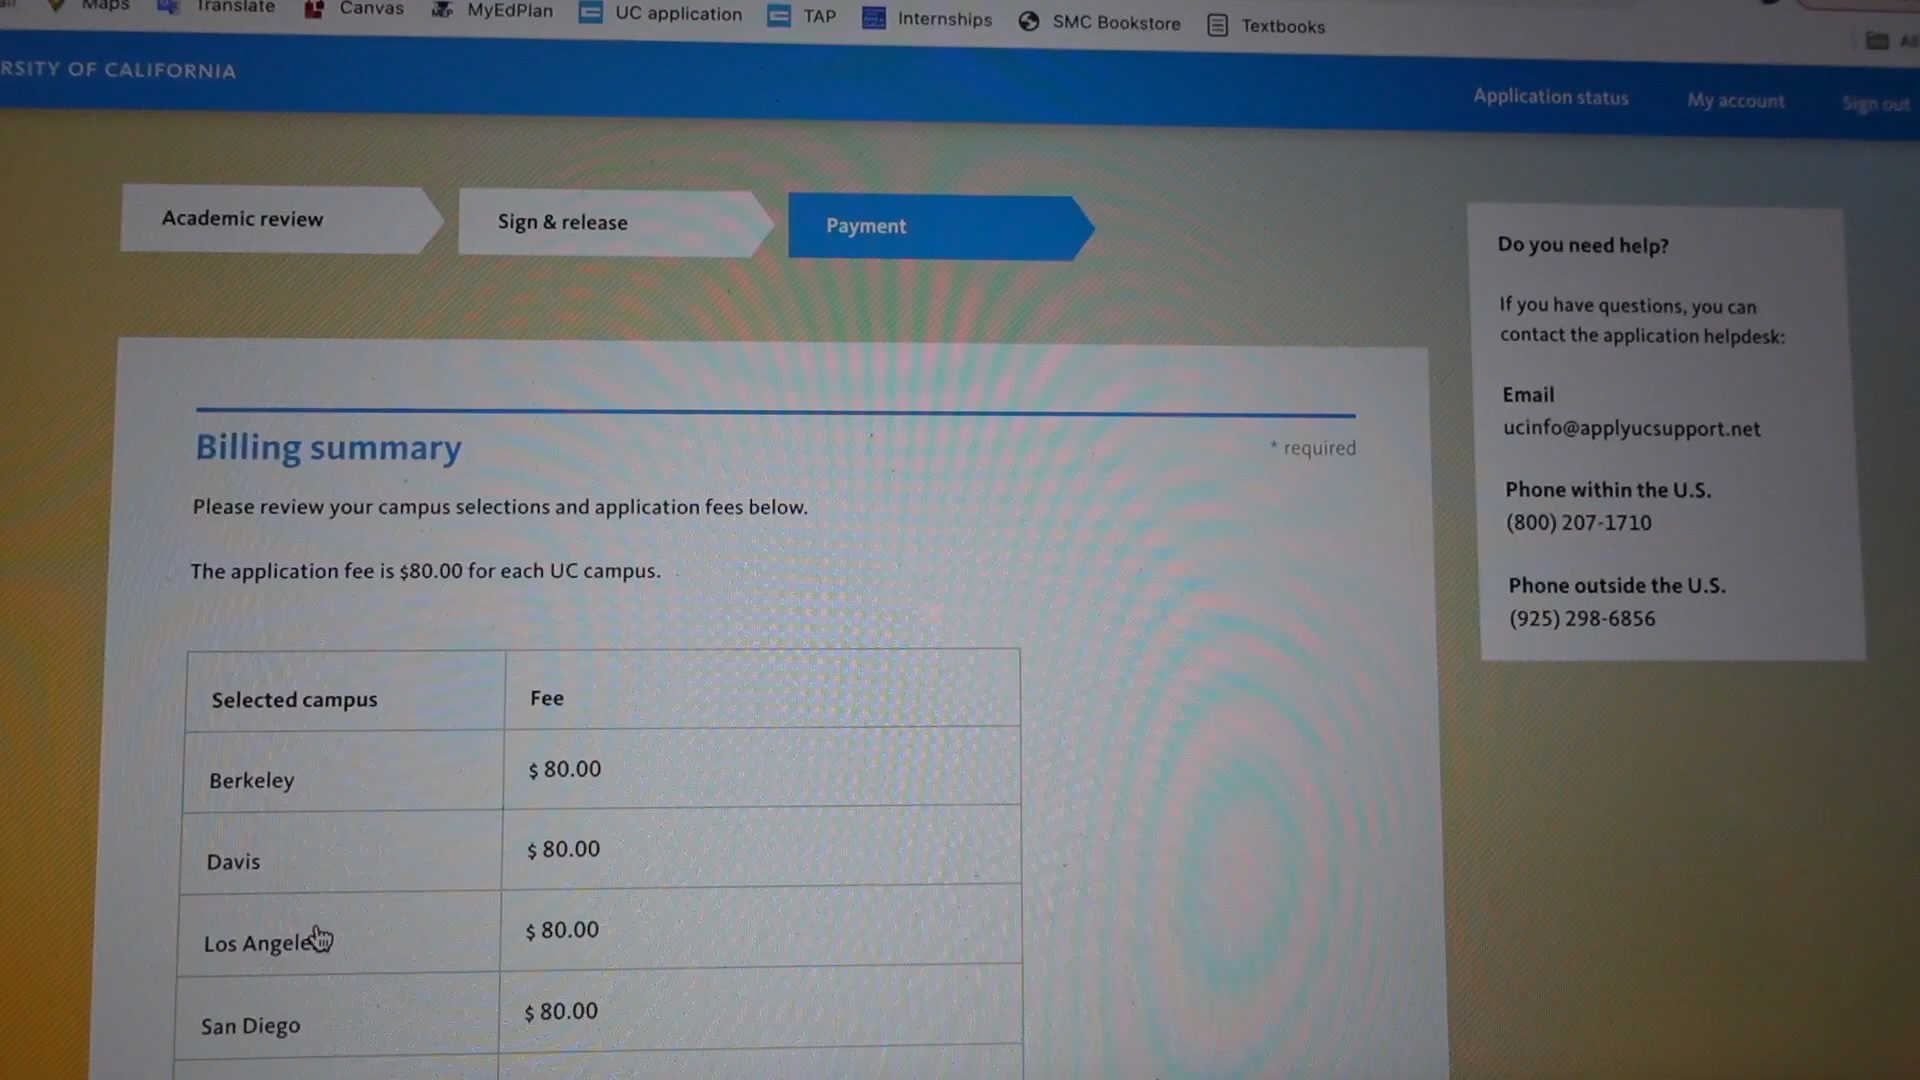 Maps Translate Canvas MyEdPlan UC application TAP Internships SMC Bookstore Textbooks
RSITY OF CALIFORNIA
Application status My account Sign out
Academic review
Sign & release
Payment
Do you need help?
If you have questions, you can
contact the application helpdesk:
Email
ucinfo@applyucsupport.net
Phone within the U.S.
(800) 207-1710
Phone outside the U.S.
(925) 298-6856
Billing summary
* required
Please review your campus selections and application fees below.
The application fee is $80.00 for each UC campus.
Selected campus Fee
Berkeley $ 80.00
Davis $ 80.00
Los Angele $ 80.00
San Diego $ 80.00